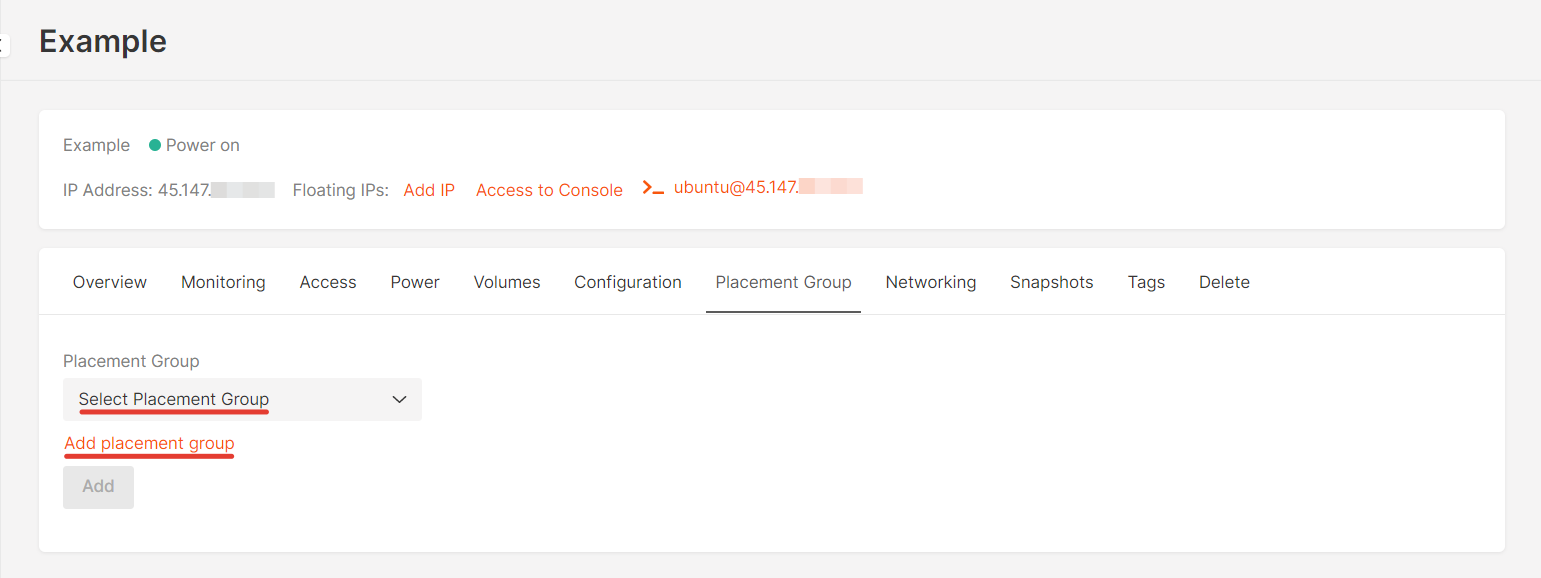 Example
Example Power on
IP Address: 45.147. Floating IPs: Add IP Access to Console >_ ubuntu@45.147.
Overview Monitoring Access Power Volumes Configuration Placement Group Networking Snapshots Tags Delete
Placement Group
Select Placement Group
Add placement group
Add